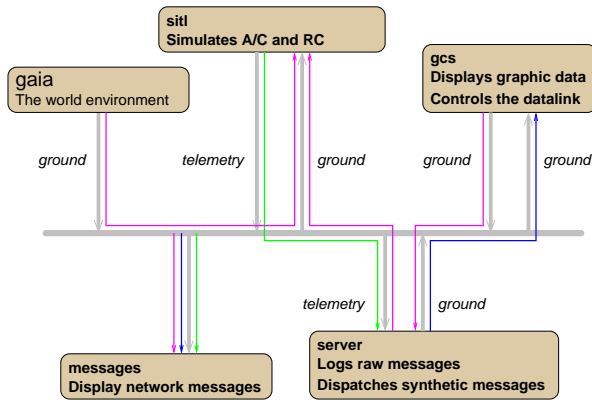 sitl
Simulates A/C and RC
gaia
The world environment
gcs
Displays graphic data
Controls the datalink
ground
telemetry
ground
ground
ground
telemetry
ground
messages
Display network messages
server
Logs raw messages
Dispatches synthetic messages